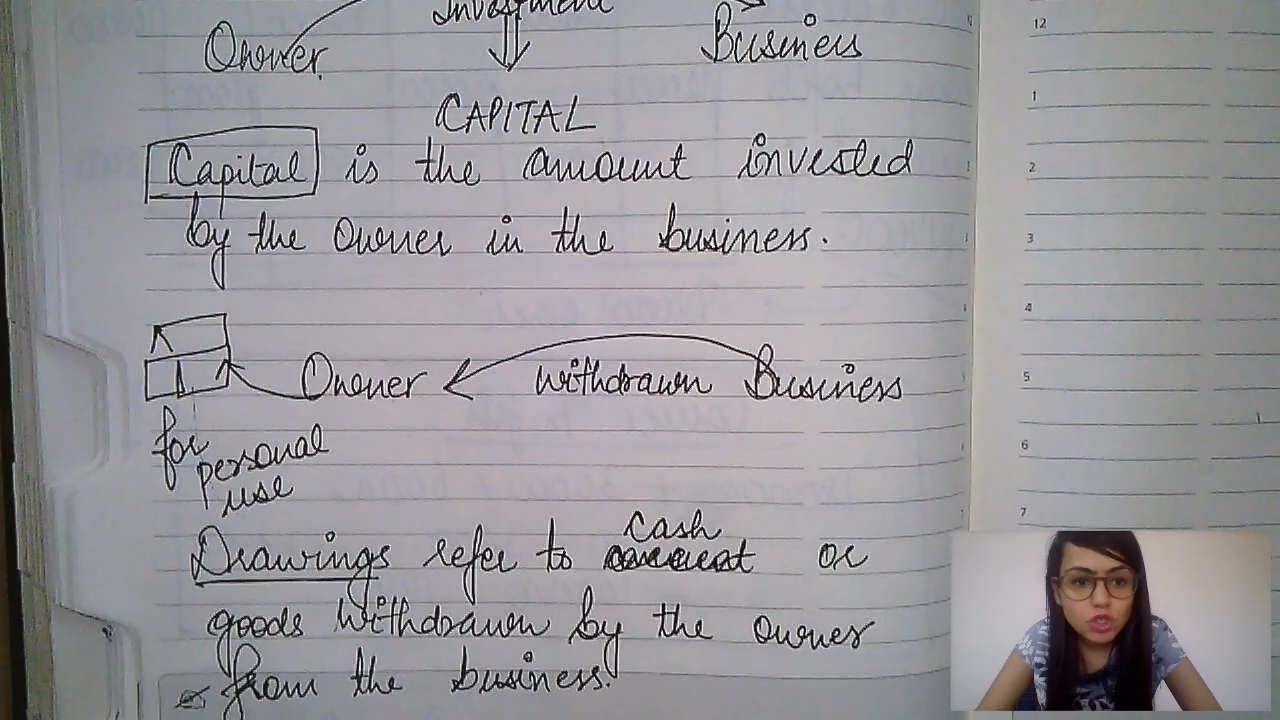 Investment
Owner Business
CAPITAL
Capital is the amount invested
by the owner in the business.
Owner withdrawn Business
for
personal
use
Cash
Drawings refer to or
goods withdrawn by the owner
from the business.
12
1
2
3
4
5
6
7